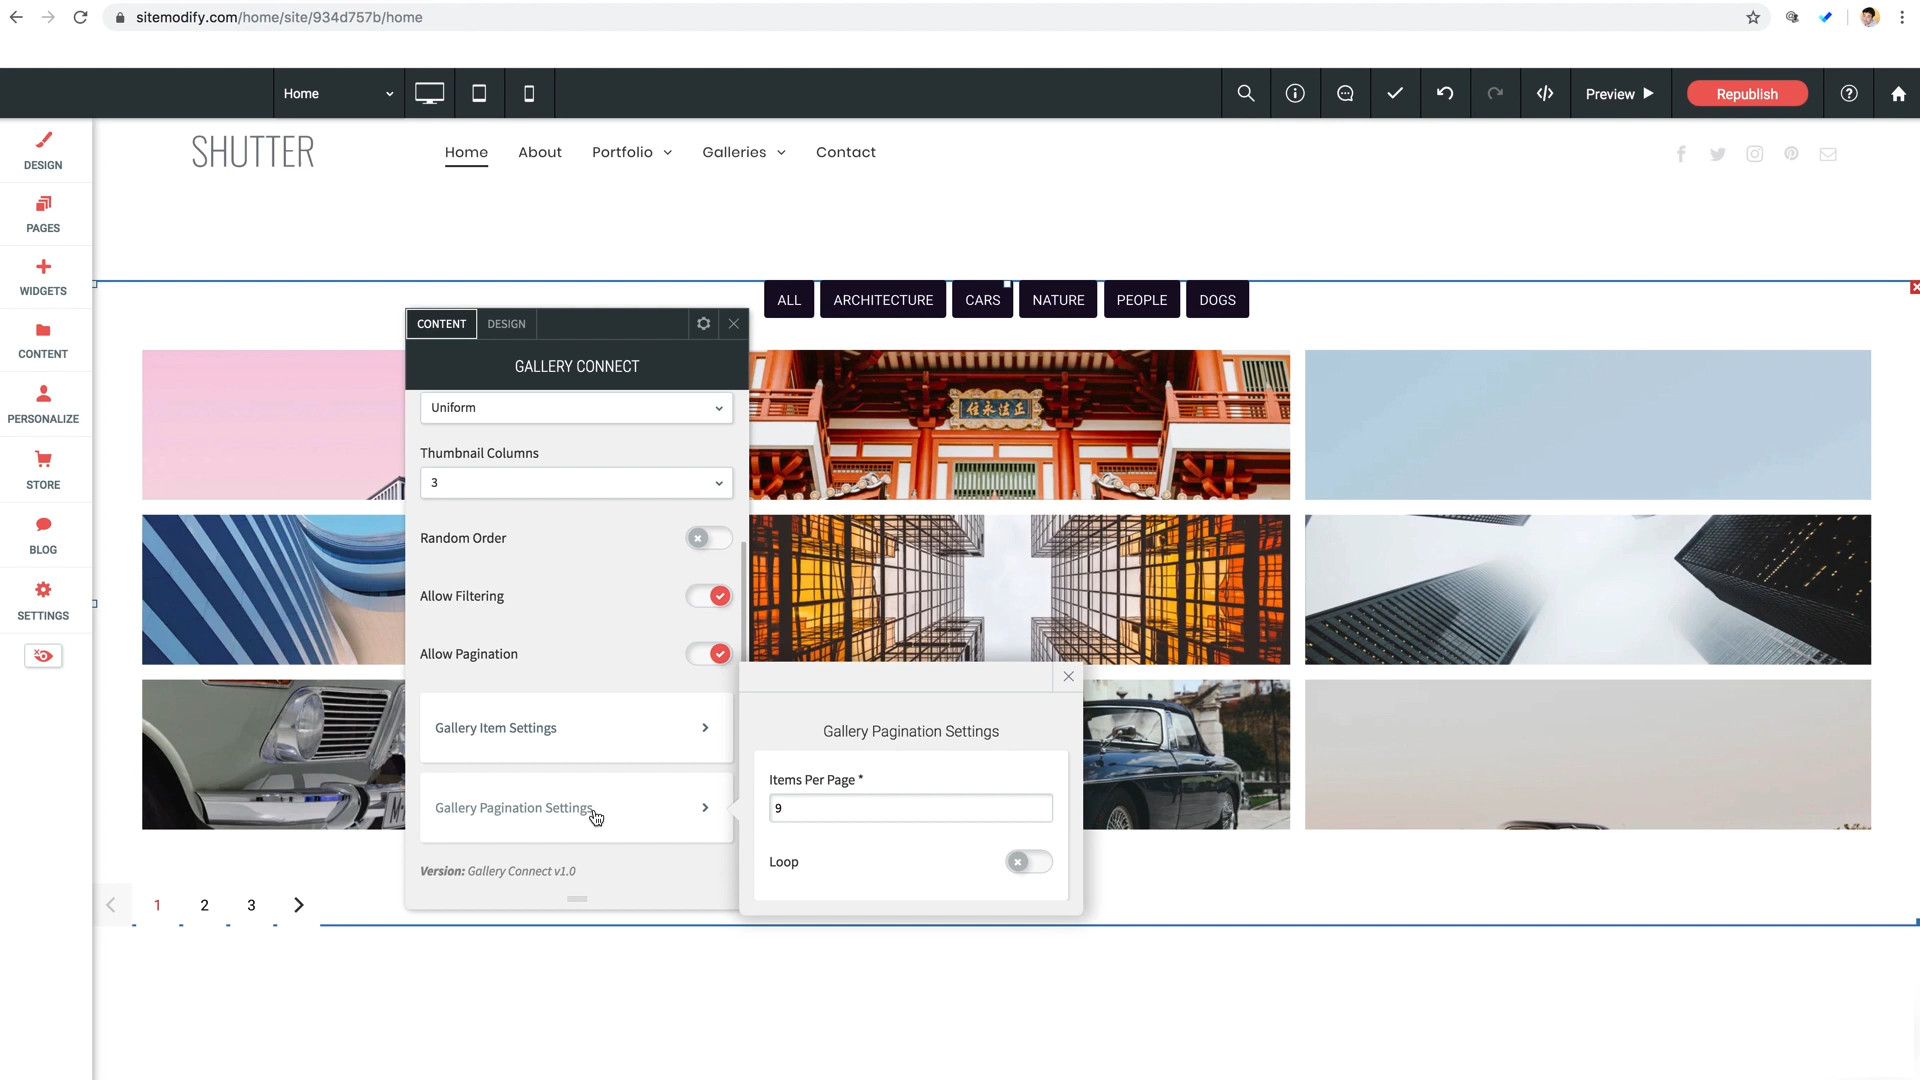 sitemodify.com/home/site/934d757b/home
Home
Preview
Republish
DESIGN
PAGES
WIDGETS
CONTENT
PERSONALIZE
STORE
BLOG
SETTINGS
SHUTTER
Home About Portfolio Galleries Contact
ALL ARCHITECTURE CARS NATURE PEOPLE DOGS
CONTENT DESIGN
GALLERY CONNECT
Uniform
Thumbnail Columns
3
Random Order
Allow Filtering
Allow Pagination
Gallery Item Settings
Gallery Pagination Settings
Version: Gallery Connect v1.0
Gallery Pagination Settings
Items Per Page *
9
Loop
1 2 3